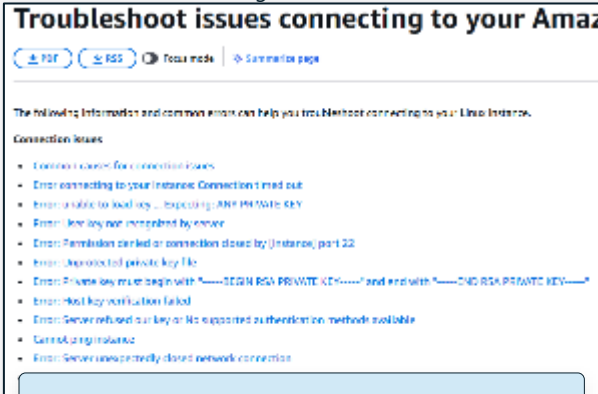 Troubleshoot issues connecting to your Amaz
PDF RSS Focus mode Summarize page
The following information and common errors can help you troubleshoot connecting to your Linux instance.
Connection issues
Common causes for connection issues
Error connecting to your instance: Connection timed out
Error: unable to load key ... Expecting: ANY PRIVATE KEY
Error: User key not recognized by server
Error: Permission denied or connection closed by [instance] port 22
Error: Unprotected private key file
Error: Private key must begin with "-----BEGIN RSA PRIVATE KEY-----" and end with "-----END RSA PRIVATE KEY-----"
Error: Host key verification failed
Error: Server refused our key or No supported authentication methods available
Cannot ping instance
Error: Server unexpectedly closed network connection